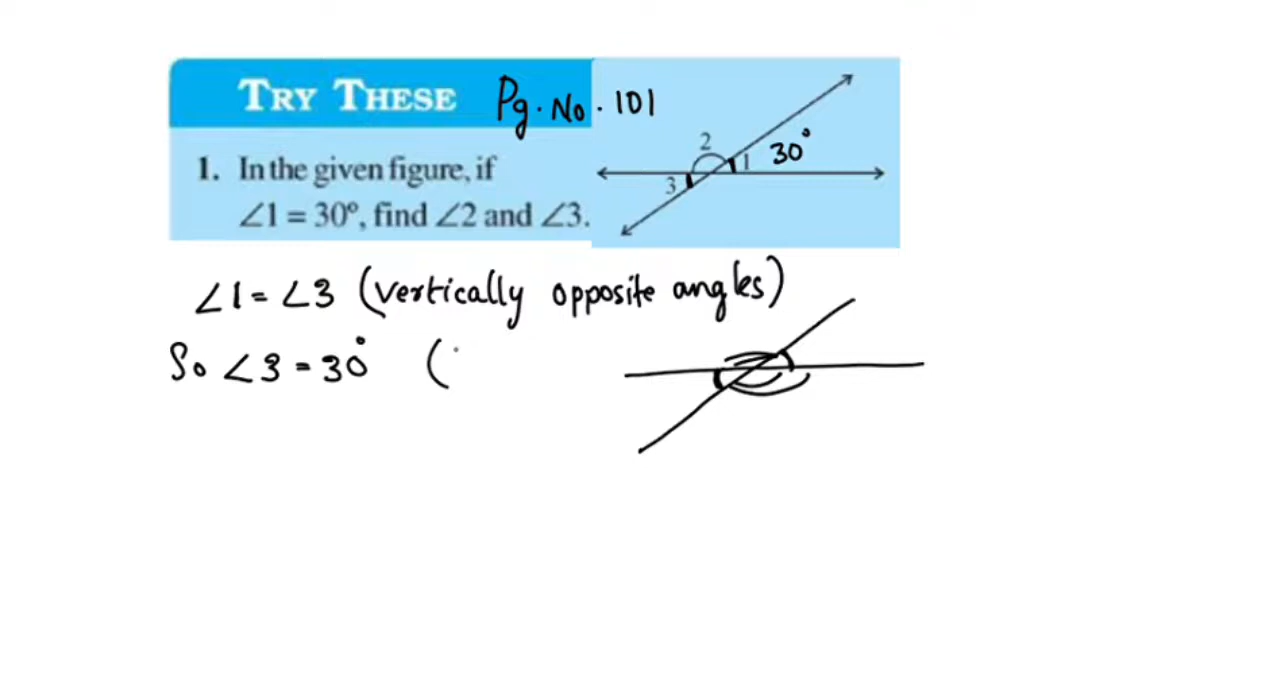 TRY THESE Pg. No. 101
1. In the given figure, if
∠1 = 30º, find ∠2 and ∠3.
2
1 30°
3
∠1 = ∠3 (vertically opposite angles)
So ∠3 = 30° (